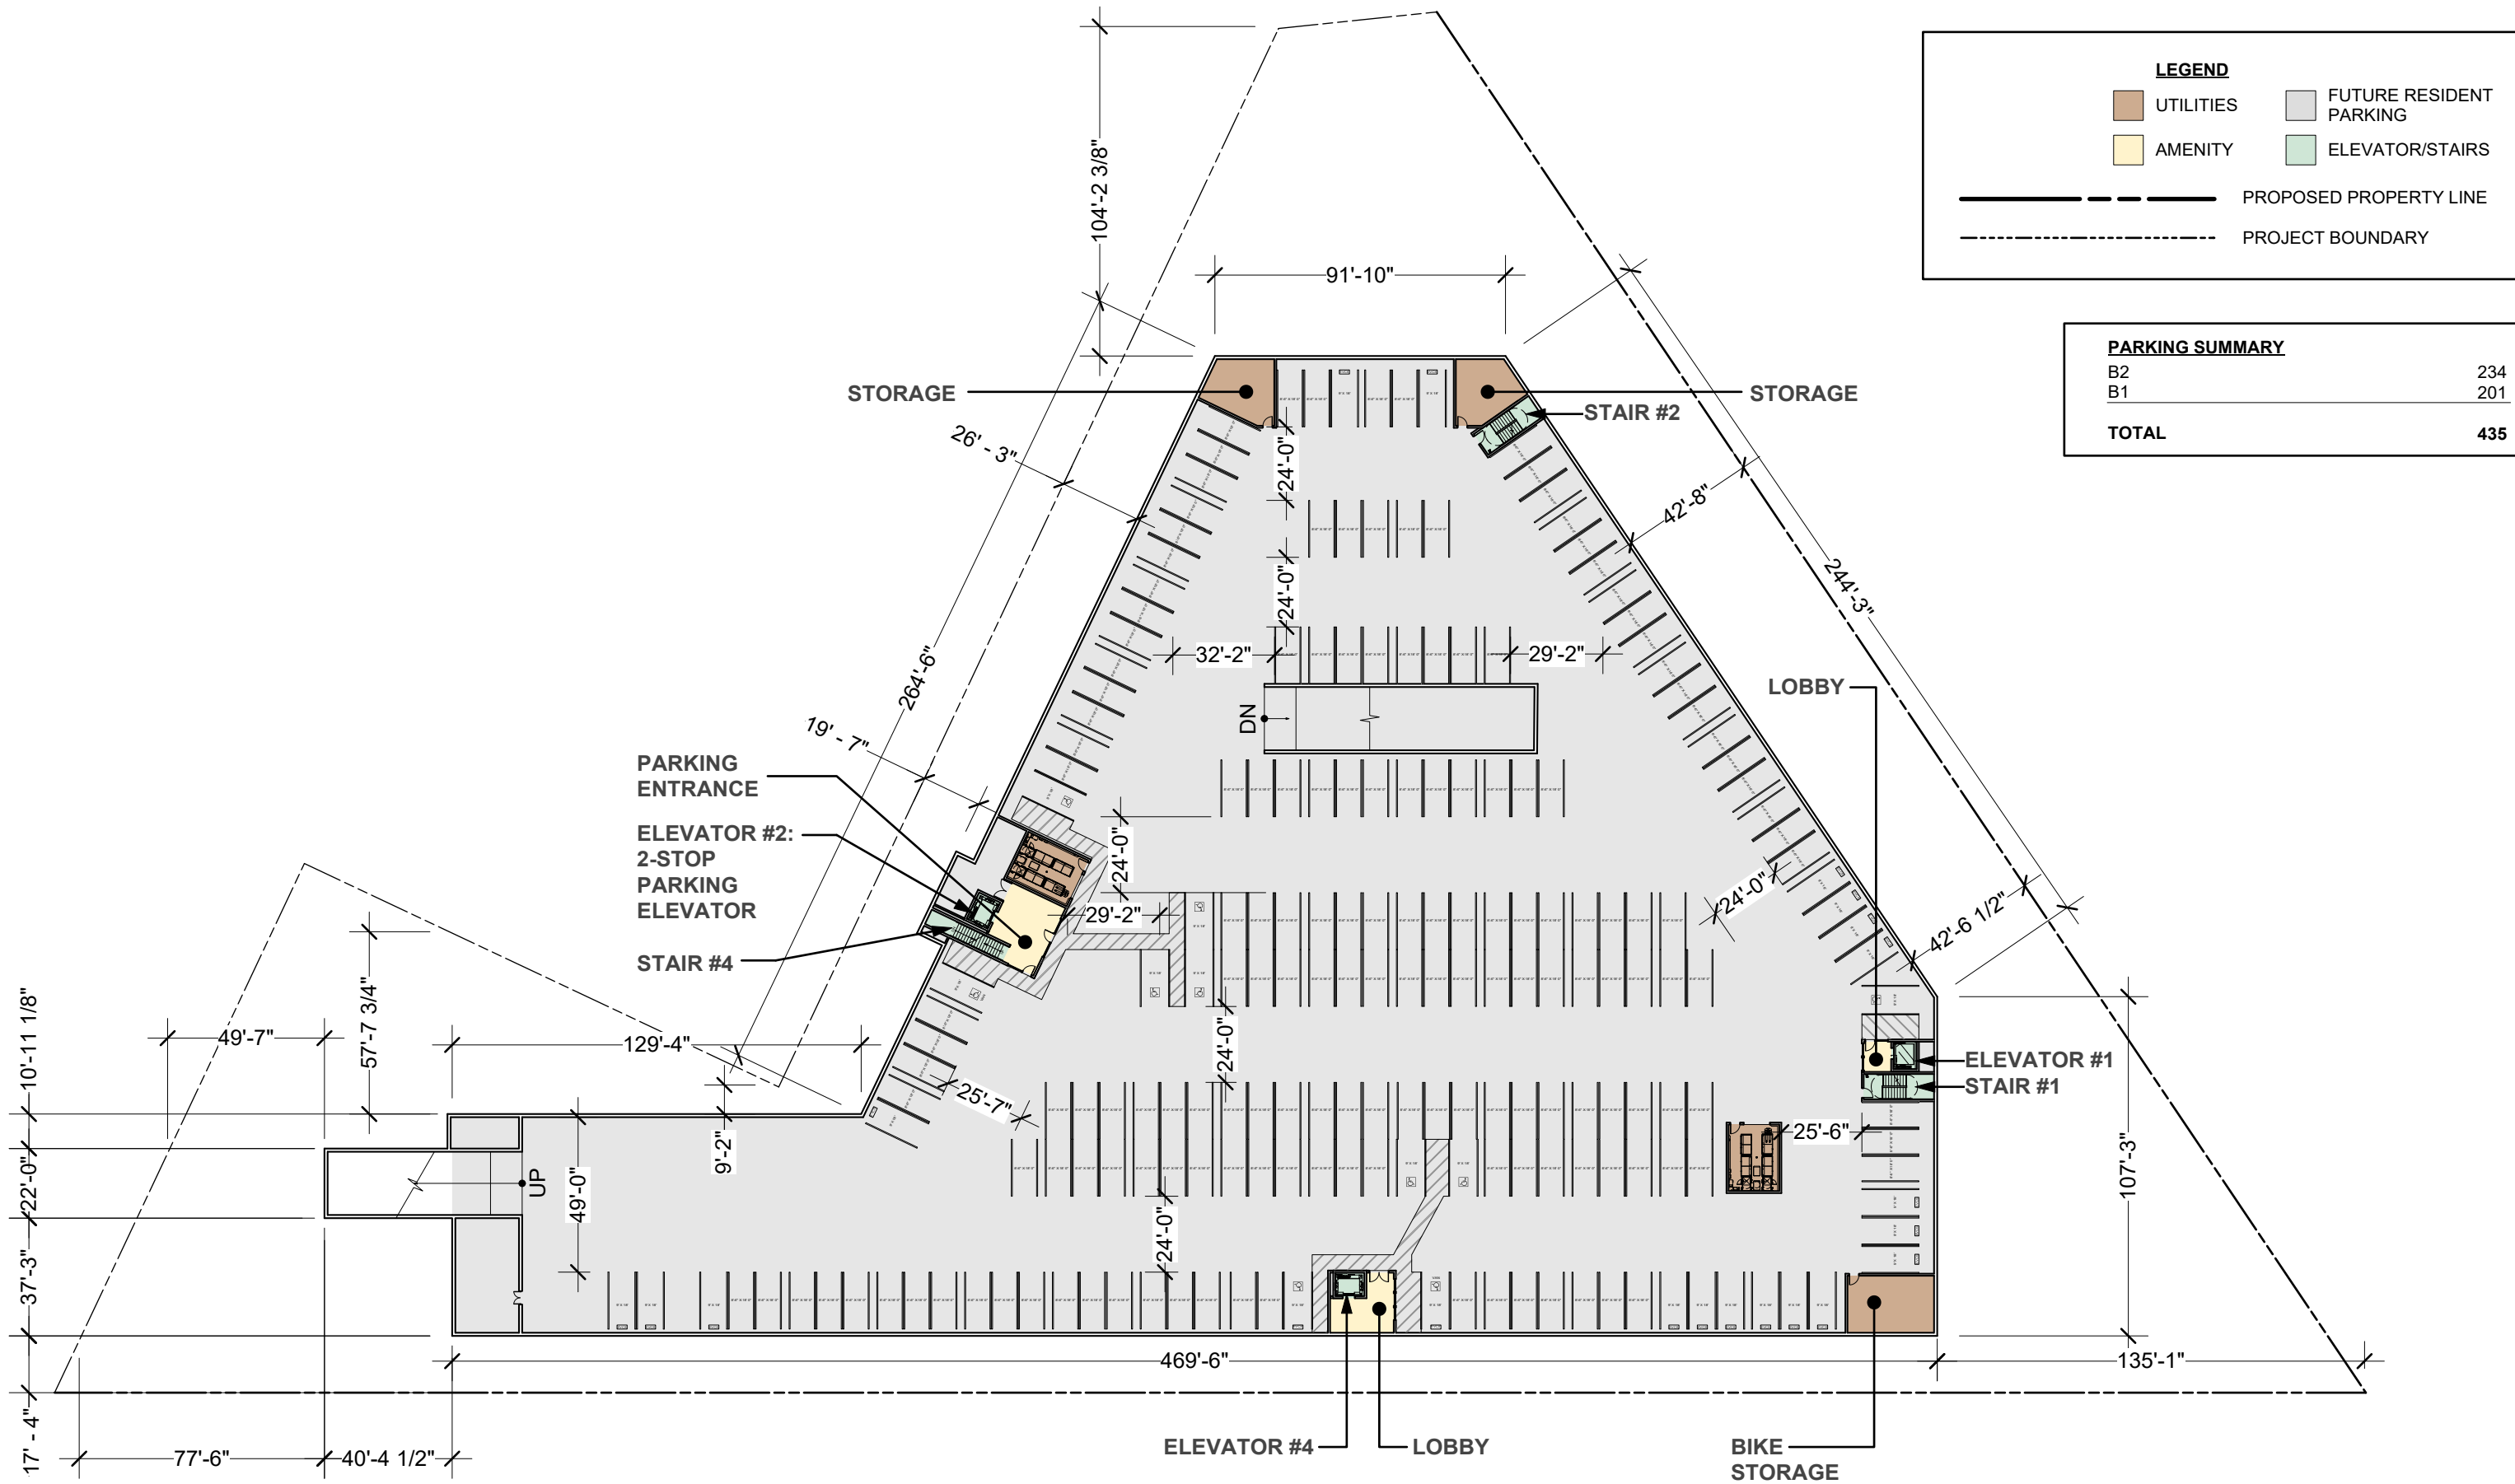 LEGEND
UTILITIES
FUTURE RESIDENT
PARKING
AMENITY
ELEVATOR/STAIRS
PROPOSED PROPERTY LINE
PROJECT BOUNDARY
PARKING SUMMARY
B2 234
B1 201
TOTAL 435
104'-2 3/8"
91'-10"
STORAGE
STORAGE
STAIR #2
26' - 3"
24'-0"
42'-8"
24'-0"
244'-3"
32'-2"
29'-2"
264'-6"
LOBBY
DN
19' - 7"
PARKING
ENTRANCE
ELEVATOR #2:
2-STOP
PARKING
ELEVATOR
STAIR #4
24'-0"
29'-2"
24'-0"
42'-6 1/2"
10'-11 1/8"
57'-7 3/4"
49'-7"
129'-4"
24'-0"
ELEVATOR #1
STAIR #1
25'-7"
9'-2"
25'-6"
107'-3"
22'-0"
UP
49'-0"
24'-0"
37'-3"
469'-6"
135'-1"
17' - 4"
77'-6"
40'-4 1/2"
ELEVATOR #4
LOBBY
BIKE
STORAGE